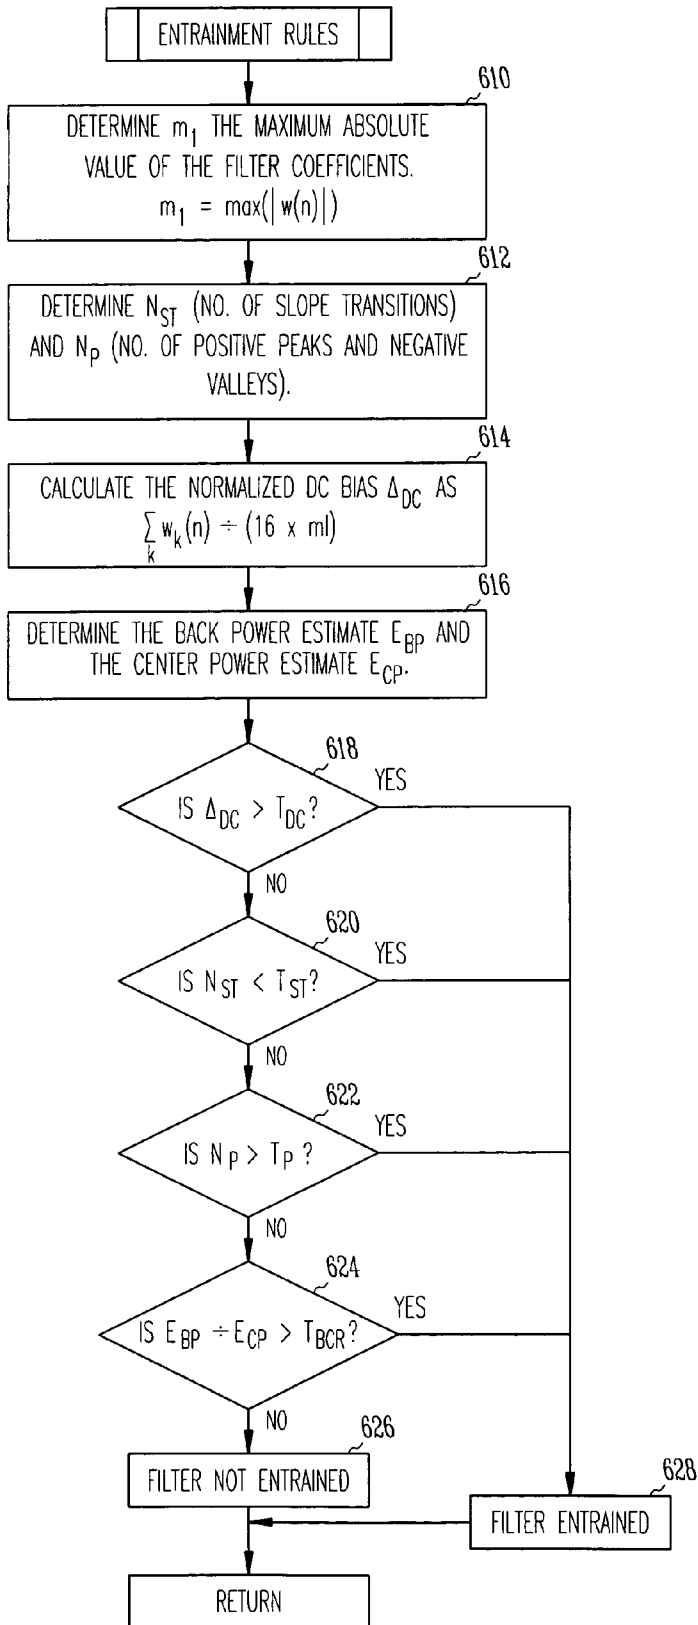 ENTRAINMENT RULES
610
DETERMINE m1 THE MAXIMUM ABSOLUTE
VALUE OF THE FILTER COEFFICIENTS.
m1 = max(|w(n)|)
612
DETERMINE NST (NO. OF SLOPE TRANSITIONS)
AND NP (NO. OF POSITIVE PEAKS AND NEGATIVE
VALLEYS).
614
CALCULATE THE NORMALIZED DC BIAS ΔDC AS
∑ wk(n) ÷ (16 x ml)
k
616
DETERMINE THE BACK POWER ESTIMATE EBP AND
THE CENTER POWER ESTIMATE ECP.
618
IS ΔDC > TDC?
YES
NO
620
IS NST < TST?
YES
NO
622
IS NP > TP ?
YES
NO
624
IS EBP ÷ ECP > TBCR?
YES
NO
626
FILTER NOT ENTRAINED
628
FILTER ENTRAINED
RETURN